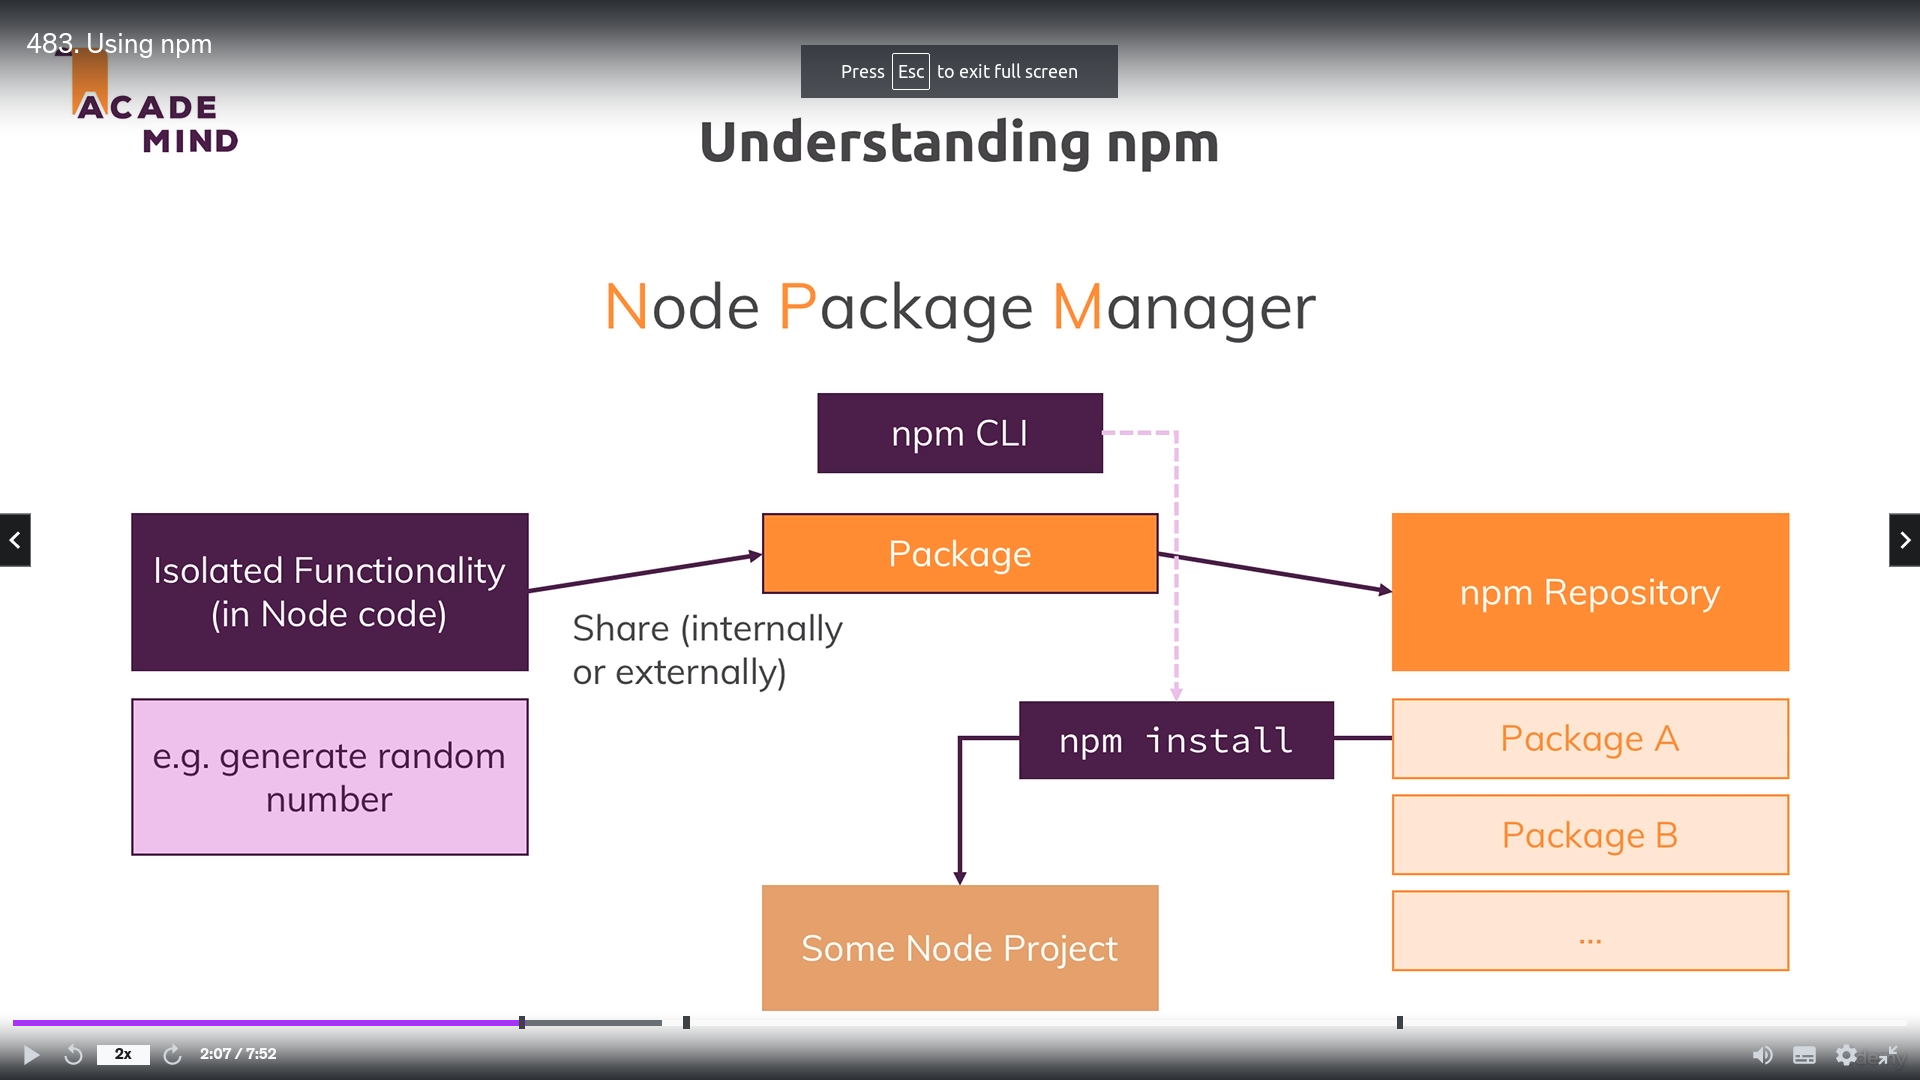 483. Using npm
ACADE
MIND
Press Esc to exit full screen
Understanding npm
Node Package Manager
npm CLI
Isolated Functionality
(in Node code)
Package
npm Repository
Share (internally
or externally)
e.g. generate random
number
npm install
Package A
Package B
...
Some Node Project
2x
2:07 / 7:52